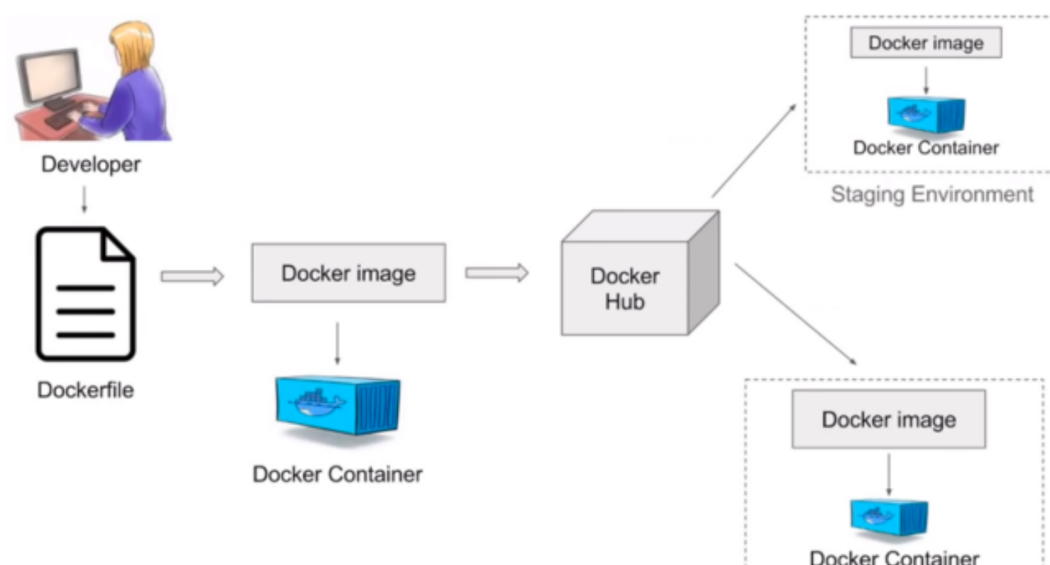 Developer
Dockerfile
Docker image
Docker Container
Docker
Hub
Docker image
Docker Container
Staging Environment
Docker image
Docker Container